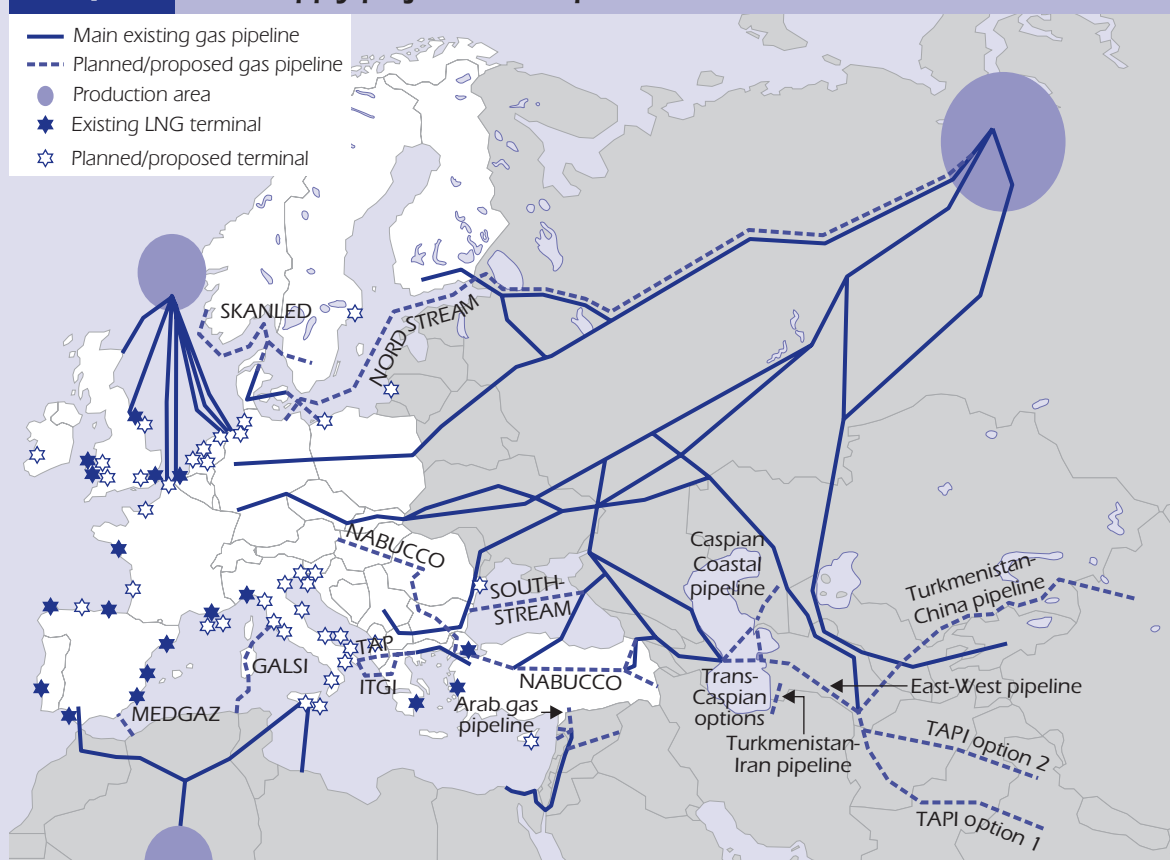 Main existing gas pipeline
Planned/proposed gas pipeline
Production area
Existing LNG terminal
Planned/proposed terminal
SKANLED
NORD STREAM
NABUCCO
SOUTH-
STREAM
Caspian
Coastal
pipeline
Turkmenistan-
China pipeline
TAP
GALSI
ITGI
NABUCCO
MEDGAZ
Arab gas
pipeline
Trans-
Caspian
options
East-West pipeline
Turkmenistan-
Iran pipeline
TAPI option 2
TAPI option 1